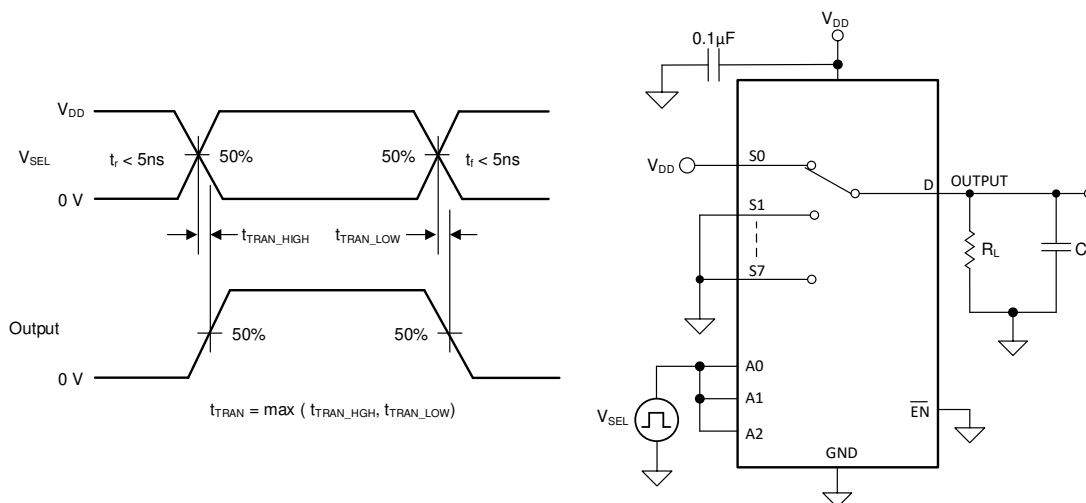 V_DD
V_SEL
t_r < 5ns
50%
50%
t_f < 5ns
0 V
t_TRAN_HIGH
t_TRAN_LOW
Output
50%
50%
0 V
t_TRAN = max ( t_TRAN_HGH, t_TRAN_LOW)
V_DD
0.1µF
V_DD
S0
D
OUTPUT
S1
R_L
C
S7
A0
A1
V_SEL
A2
EN
GND